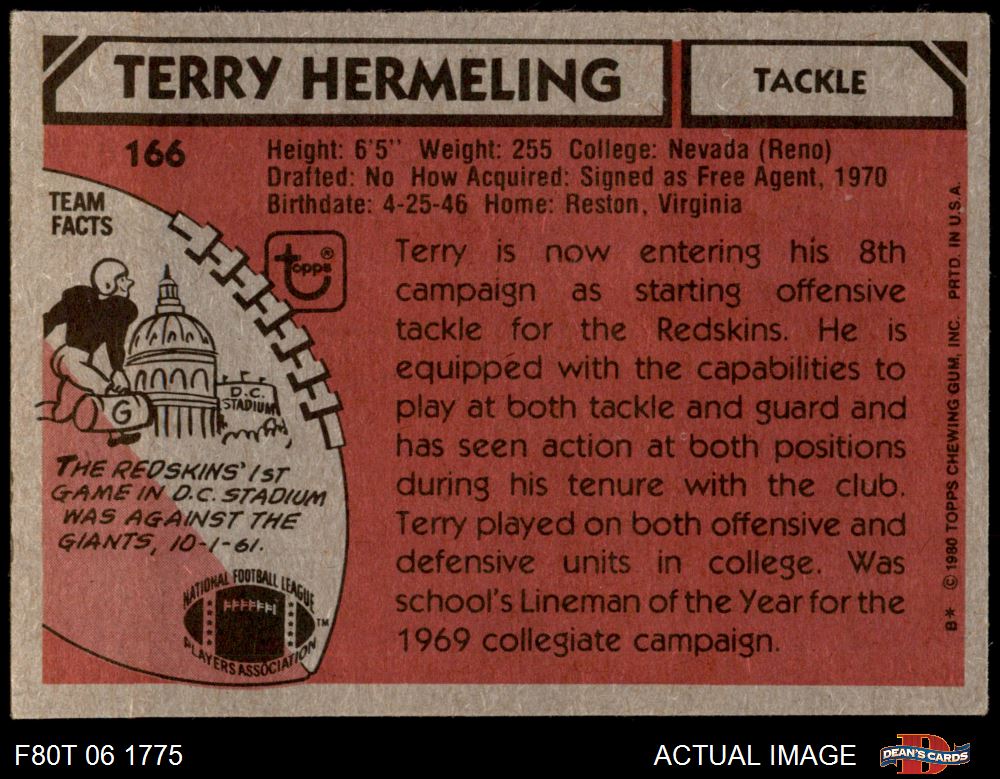 TERRY HERMELING
TACKLE
166
Height: 6'5" Weight: 255 College: Nevada (Reno)
Drafted: No How Acquired: Signed as Free Agent, 1970
Birthdate: 4-25-46 Home: Reston, Virginia
TEAM
FACTS
topps®
Terry is now entering his 8th
campaign as starting offensive
tackle for the Redskins. He is
equipped with the capabilities to
play at both tackle and guard and
has seen action at both positions
during his tenure with the club.
Terry played on both offensive and
defensive units in college. Was
school's Lineman of the Year for the
1969 collegiate campaign.
G
D.C.
STADIUM
THE REDSKINS' 1ST
GAME IN D.C. STADIUM
WAS AGAINST THE
GIANTS, 10-1-61.
NATIONAL FOOTBALL LEAGUE
PLAYERS ASSOCIATION
TM
B* © 1980 TOPPS CHEWING GUM, INC. PRTD. IN U.S.A.
F80T 06 1775
ACTUAL IMAGE
D
DEAN'S CARDS